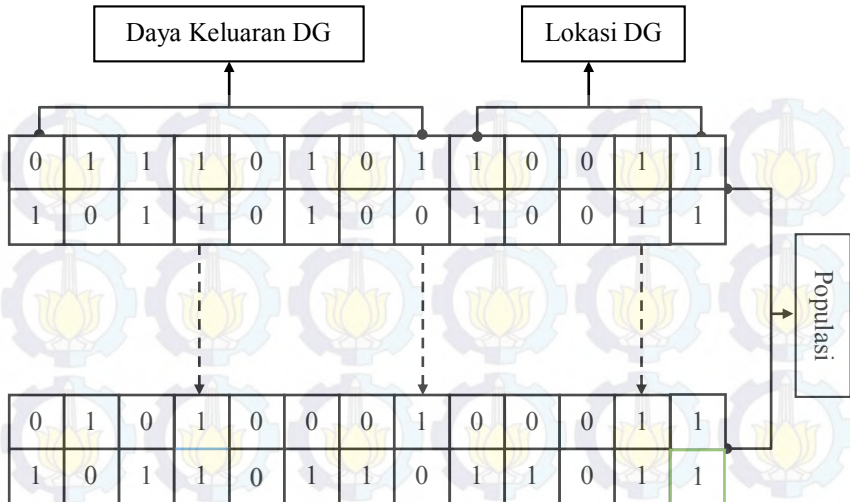 Daya Keluaran DG
Lokasi DG
0 1 1 1 0 1 0 1 1 0 0 1 1
1 0 1 1 0 1 0 0 1 0 0 1 1
Populasi
0 1 0 1 0 0 0 1 0 0 0 1 1
1 0 1 1 0 1 1 0 1 1 0 1 1